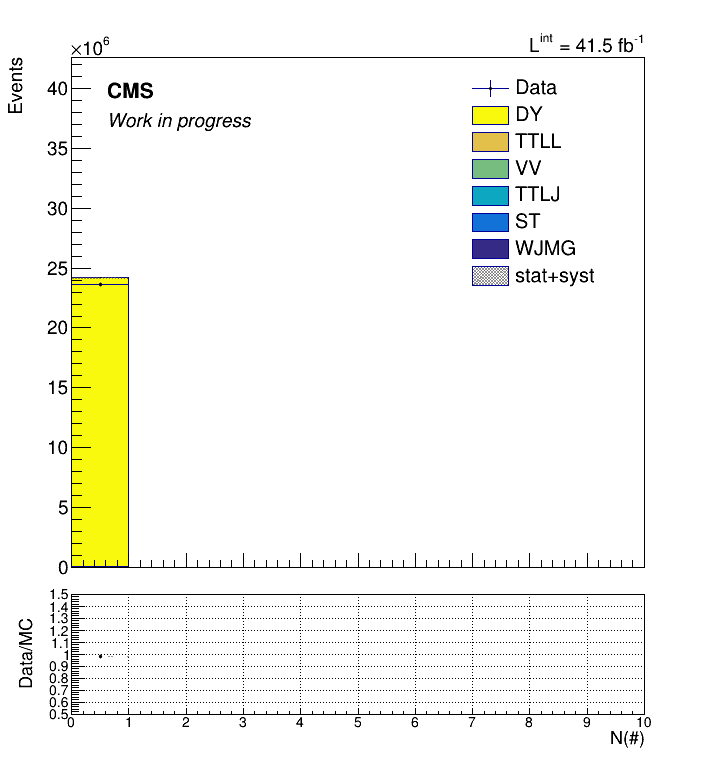 ×10⁶
Lⁱⁿᵗ = 41.5 fb⁻¹
Events
CMS
Work in progress
Data
DY
TTLL
VV
TTLJ
ST
WJMG
stat+syst
40
35
30
25
20
15
10
5
0
Data/MC
1.5
1.4
1.3
1.2
1.1
1
0.9
0.8
0.7
0.6
0.5
0 1 2 3 4 5 6 7 8 9 10
N(#)